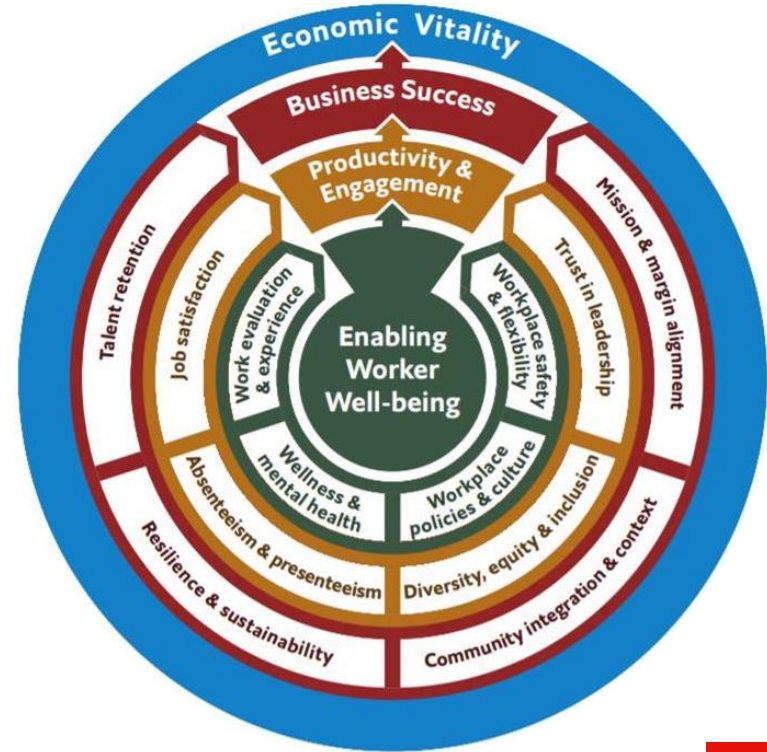 Economic Vitality
Business Success
Productivity &
Engagement
Talent retention
Mission & margin alignment
Job satisfaction
Trust in leadership
Work evaluation
& experience
Workplace safety
& flexibility
Enabling
Worker
Well-being
Wellness &
mental health
Workplace
policies & culture
Absenteeism & presenteeism
Diversity, equity & inclusion
Resilience & sustainability
Community integration & context